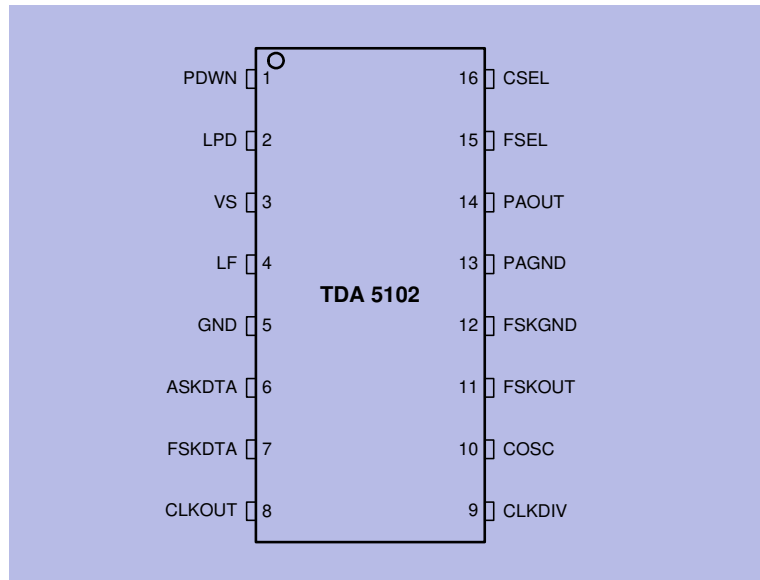 PDWN 1 16 CSEL
LPD 2 15 FSEL
VS 3 14 PAOUT
LF 4 13 PAGND
TDA 5102
GND 5 12 FSKGND
ASKDTA 6 11 FSKOUT
FSKDTA 7 10 COSC
CLKOUT 8 9 CLKDIV